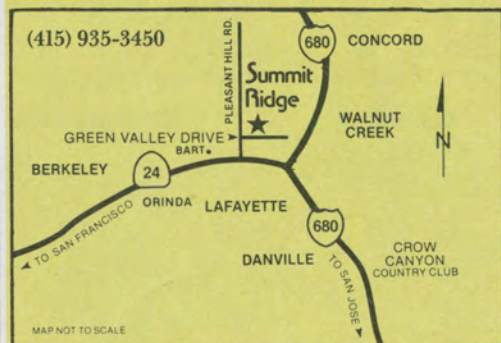 (415) 935-3450
PLEASANT HILL RD.
680
CONCORD
Summit
Ridge
WALNUT
CREEK
N
GREEN VALLEY DRIVE
BART
BERKELEY
24
ORINDA
LAFAYETTE
680
DANVILLE
CROW
CANYON
COUNTRY CLUB
TO SAN FRANCISCO
TO SAN JOSE
MAP NOT TO SCALE